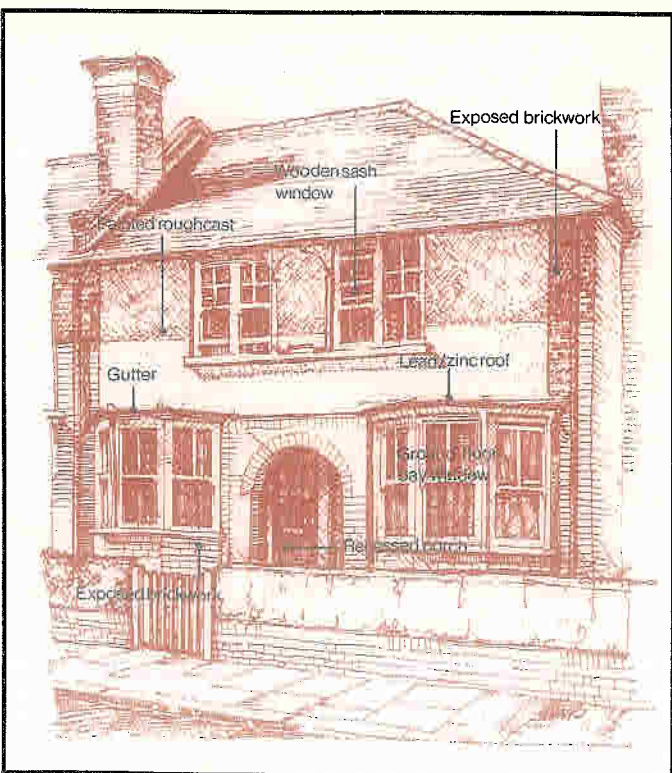 Exposed brickwork
Wooden sash
window
Painted roughcast
Lead/zinc roof
Gutter
Ground floor
bay window
Recessed porch
Exposed brickwork